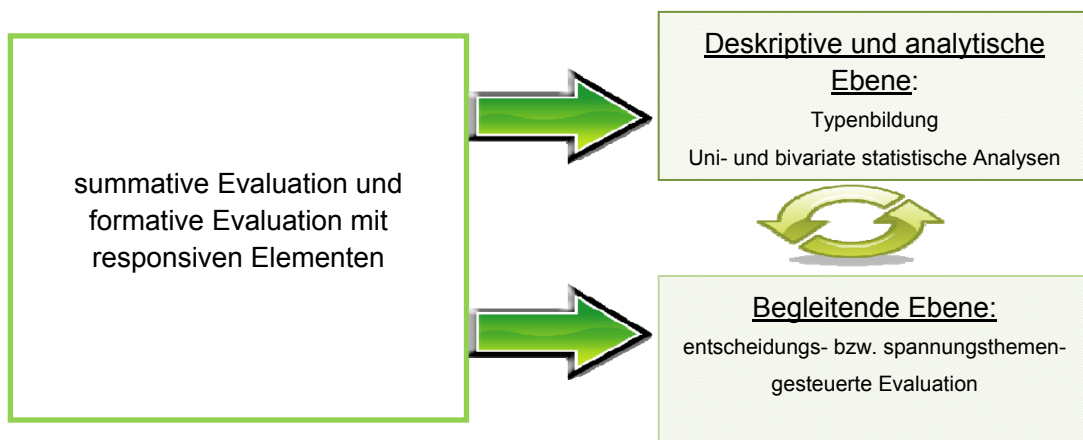 summative Evaluation und
formative Evaluation mit
responsiven Elementen
Deskriptive und analytische
Ebene:
Typenbildung
Uni- und bivariate statistische Analysen
Begleitende Ebene:
entscheidungs- bzw. spannungsthemen-
gesteuerte Evaluation